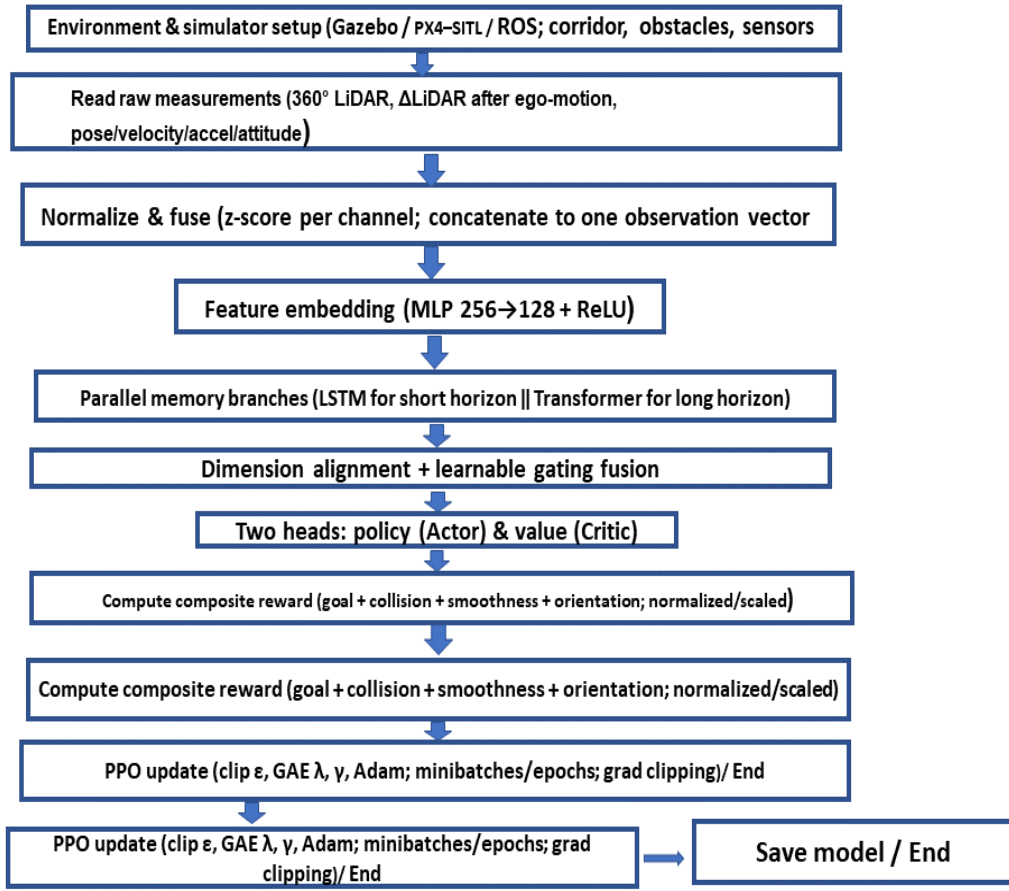 Environment & simulator setup (Gazebo / PX4–SITL / ROS; corridor, obstacles, sensors
Read raw measurements (360° LiDAR, ΔLiDAR after ego-motion,
pose/velocity/accel/attitude)
Normalize & fuse (z-score per channel; concatenate to one observation vector
Feature embedding (MLP 256→128 + ReLU)
Parallel memory branches (LSTM for short horizon || Transformer for long horizon)
Dimension alignment + learnable gating fusion
Two heads: policy (Actor) & value (Critic)
Compute composite reward (goal + collision + smoothness + orientation; normalized/scaled)
Compute composite reward (goal + collision + smoothness + orientation; normalized/scaled)
PPO update (clip ε, GAE λ, γ, Adam; minibatches/epochs; grad clipping)/ End
PPO update (clip ε, GAE λ, γ, Adam; minibatches/epochs; grad
clipping)/ End
Save model / End